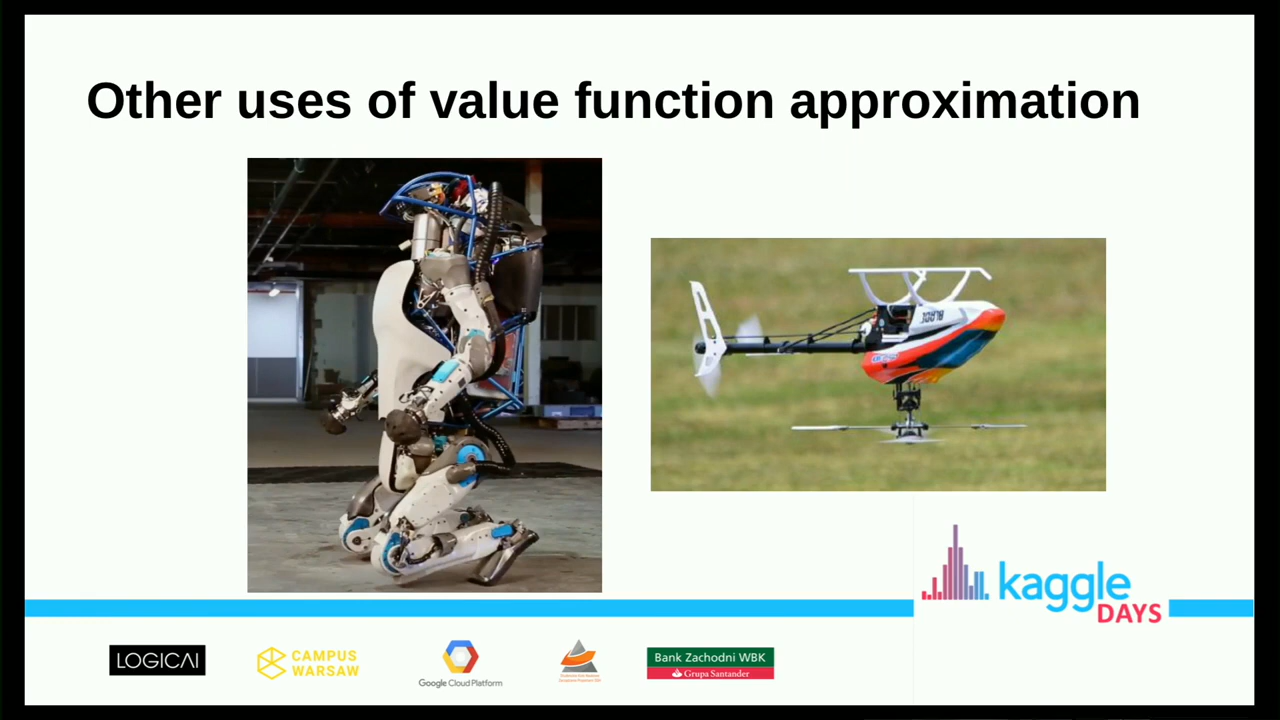 Other uses of value function approximation
BLADE
kaggle
DAYS
LOGICAI
CAMPUS
WARSAW
Google Cloud Platform
Bank Zachodni WBK
Grupa Santander